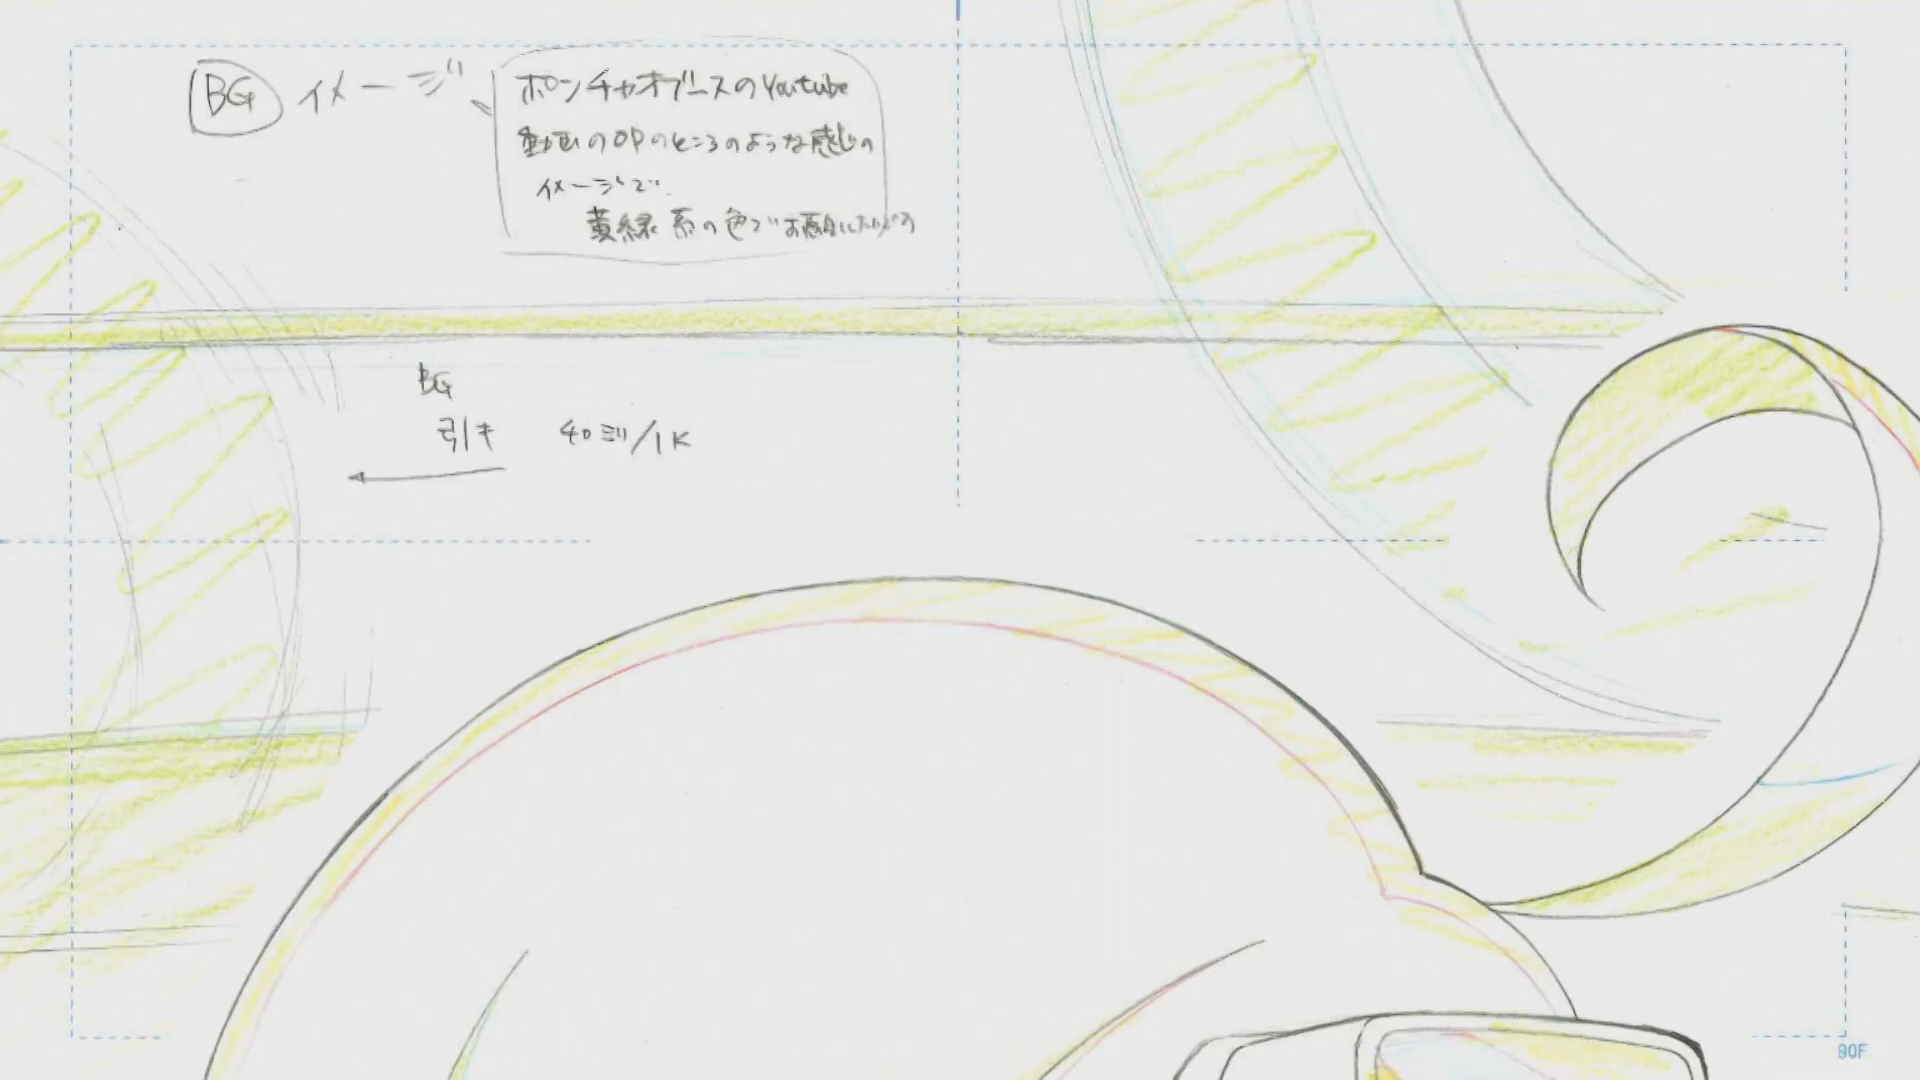 BG イメージ
ポンチャオブースのYoutube
動画のOPのところのような感じの
イメージで
黄緑系の色でお願いします
BG
引き 40ミリ/1K
90F